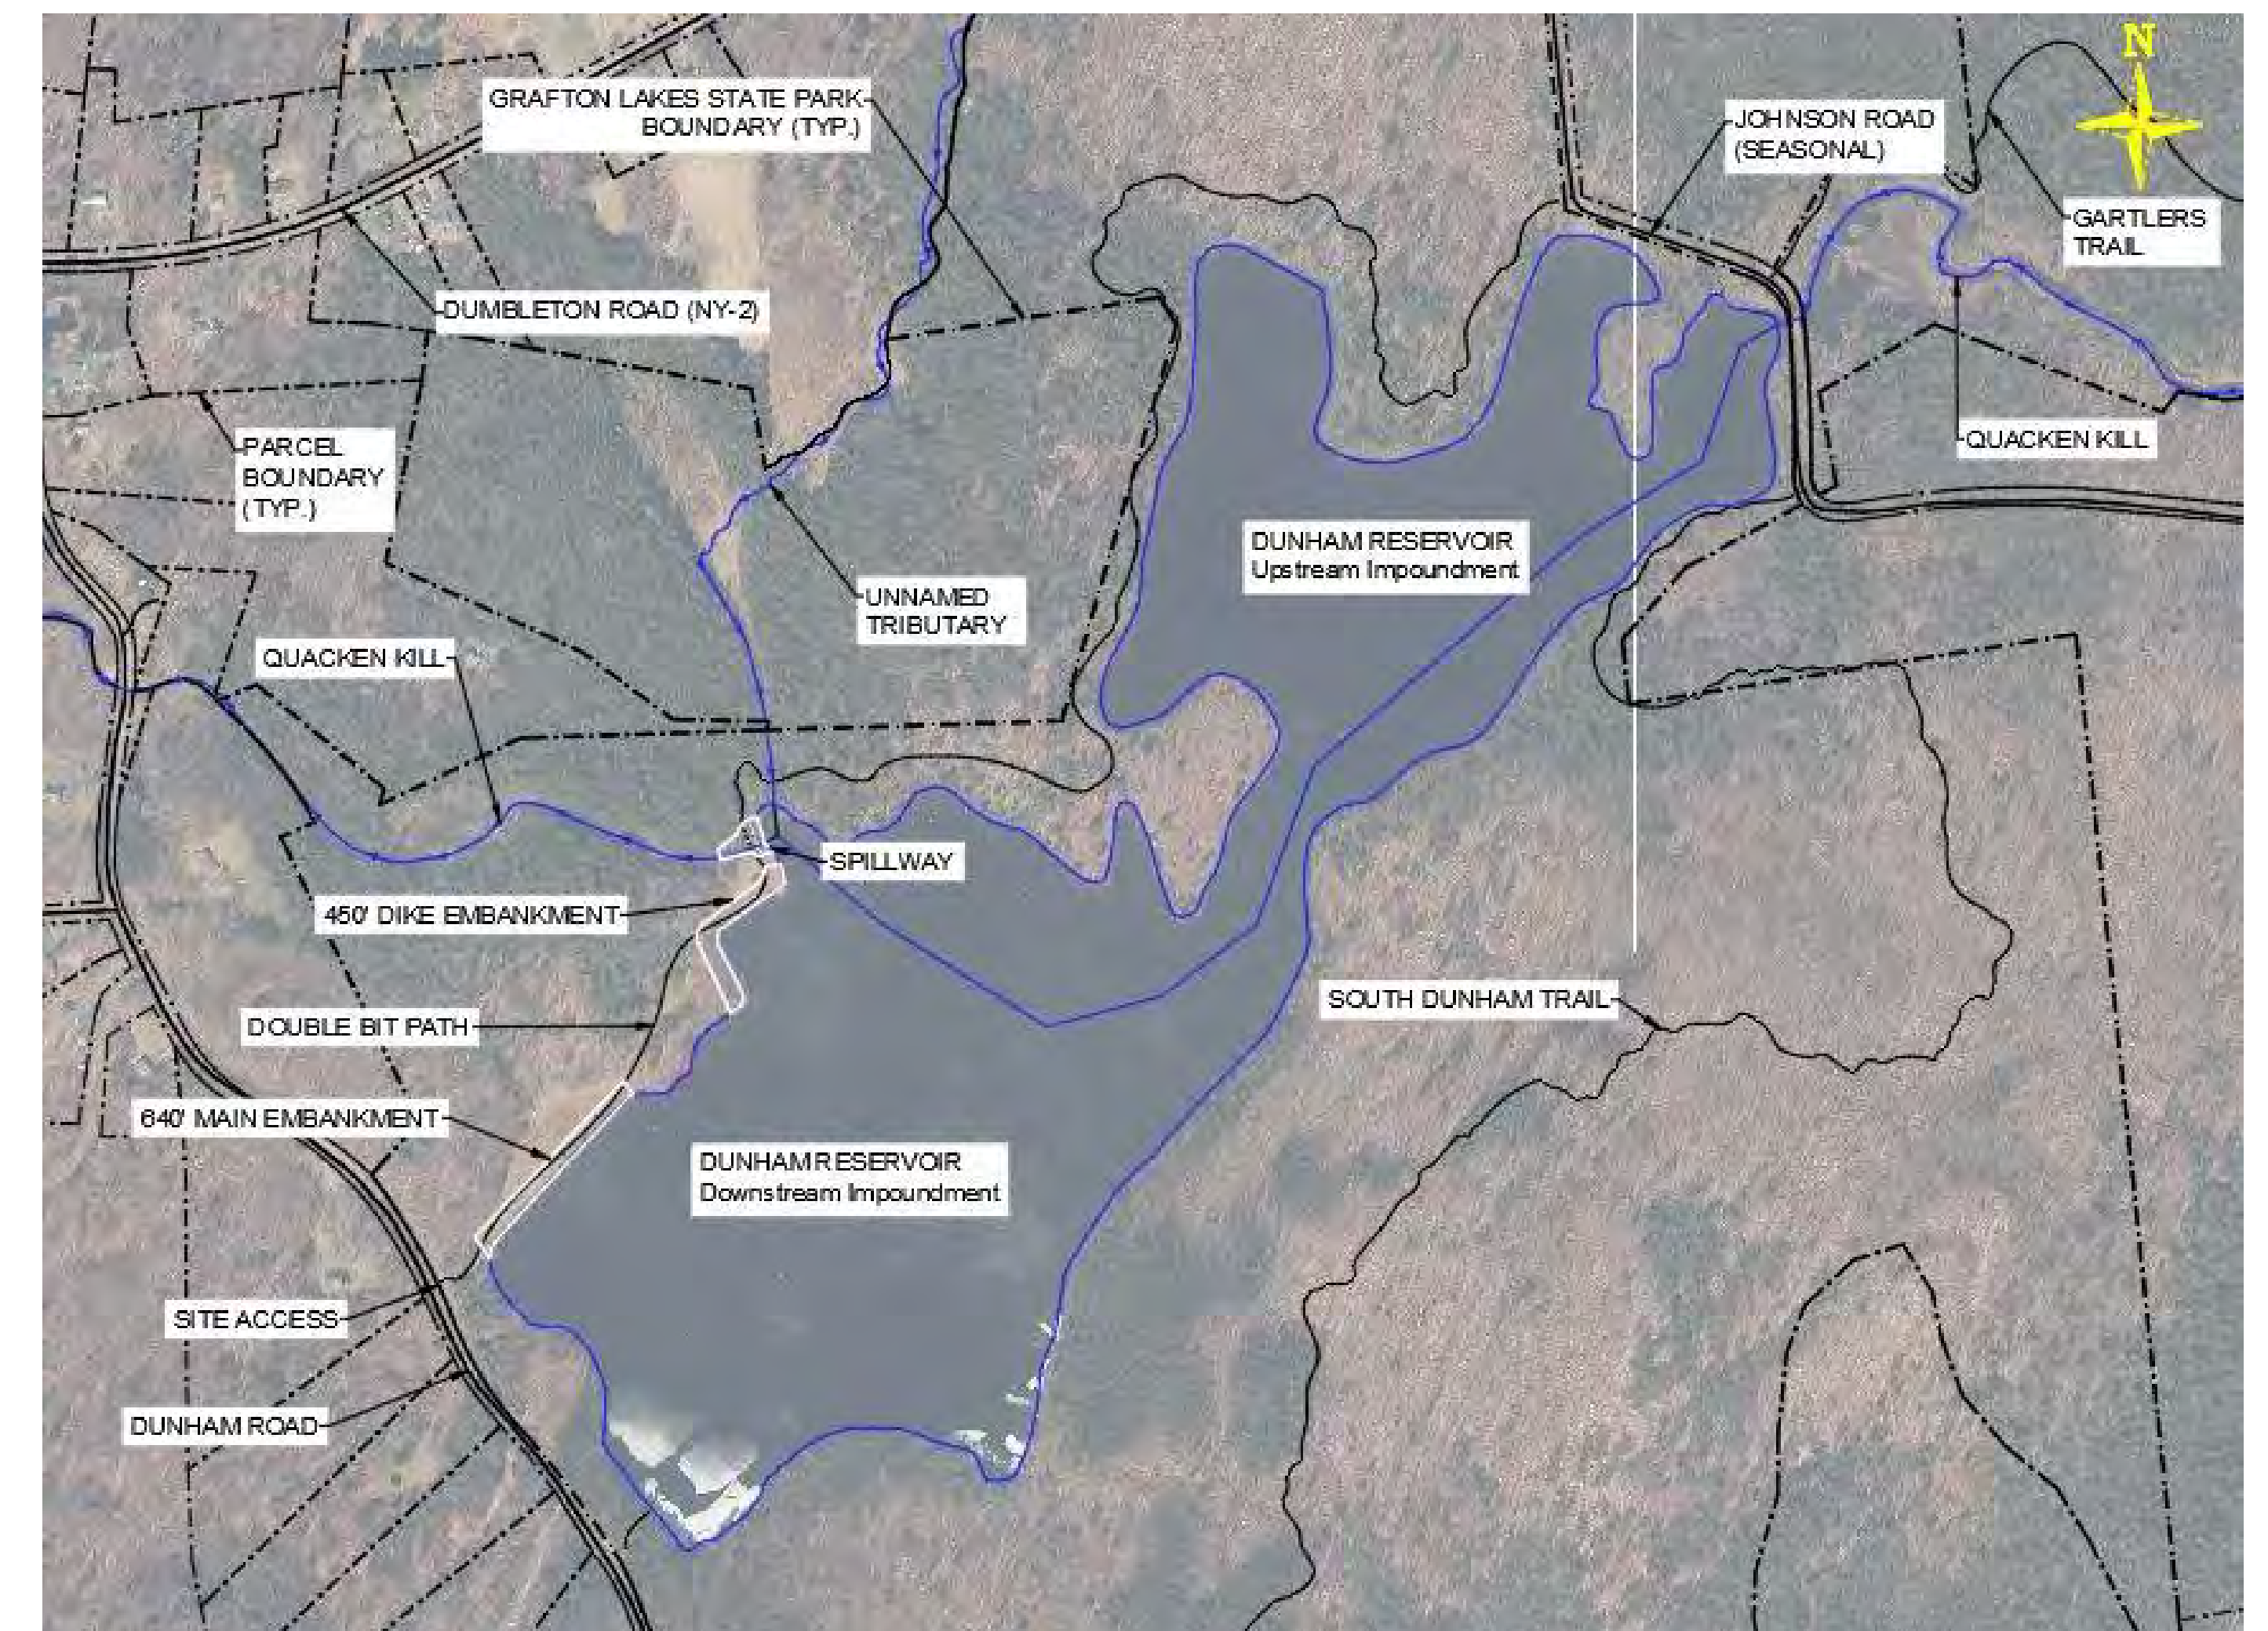 N
GRAFTON LAKES STATE PARK
BOUNDARY (TYP.)
JOHNSON ROAD
(SEASONAL)
GARTLERS
TRAIL
DUMBLETON ROAD (NY-2)
QUACKEN KILL
PARCEL
BOUNDARY
(TYP.)
DUNHAM RESERVOIR
Upstream Impoundment
UNNAMED
TRIBUTARY
QUACKEN KILL
SPILLWAY
450' DIKE EMBANKMENT
SOUTH DUNHAM TRAIL
DOUBLE BIT PATH
640' MAIN EMBANKMENT
DUNHAM RESERVOIR
Downstream Impoundment
SITE ACCESS
DUNHAM ROAD